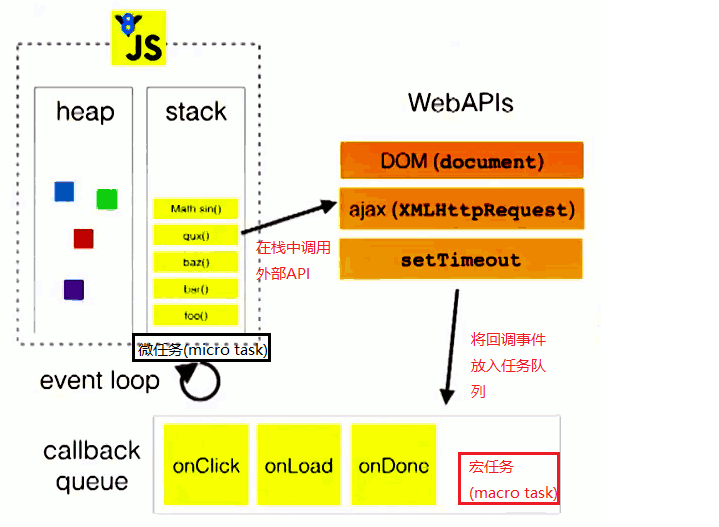 8
JS
heap
stack
WebAPIs
DOM (document)
ajax (XMLHttpRequest)
setTimeout
Math sin()
qux()
baz()
bar()
foo()
在栈中调用
外部API
微任务(micro task)
将回调事件
放入任务队
列
event loop
callback
queue
onClick
onLoad
onDone
宏任务
(macro task)